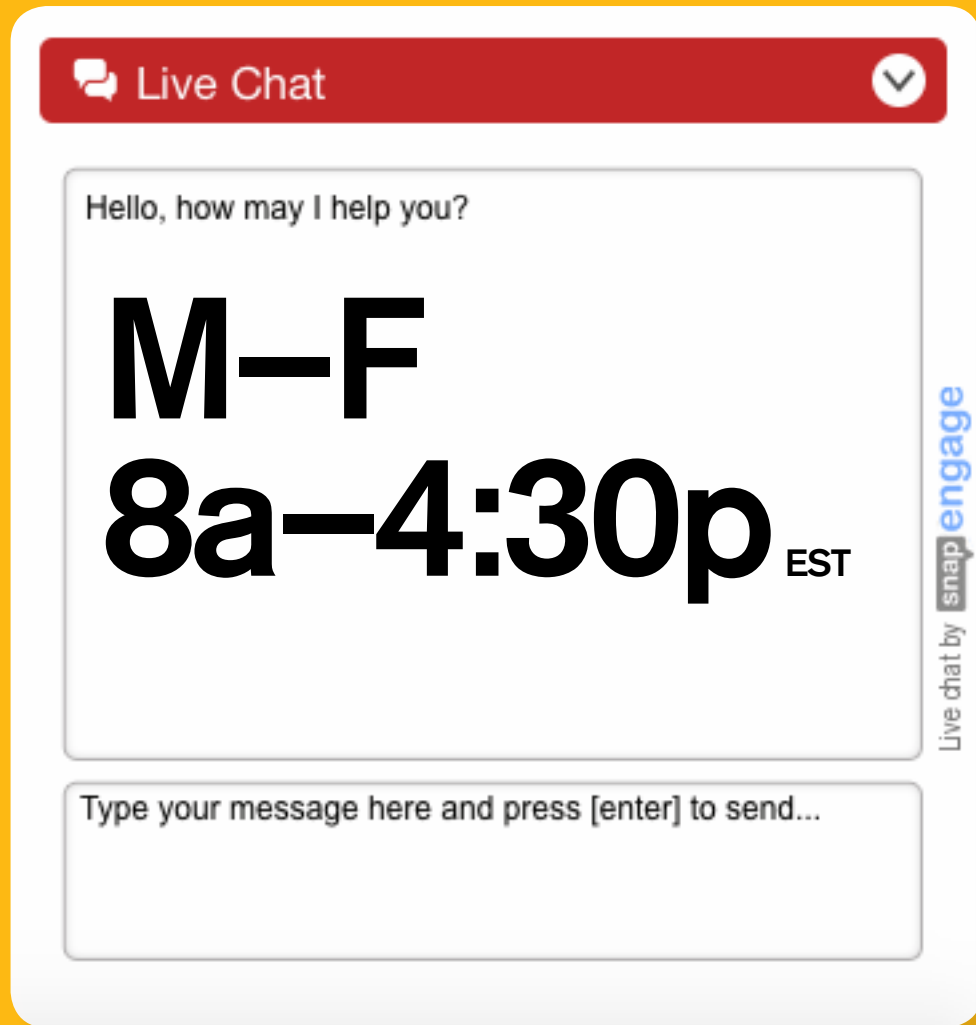 Live Chat
Hello, how may I help you?
M–F
8a–4:30p EST
Type your message here and press [enter] to send...
Live chat by snapengage